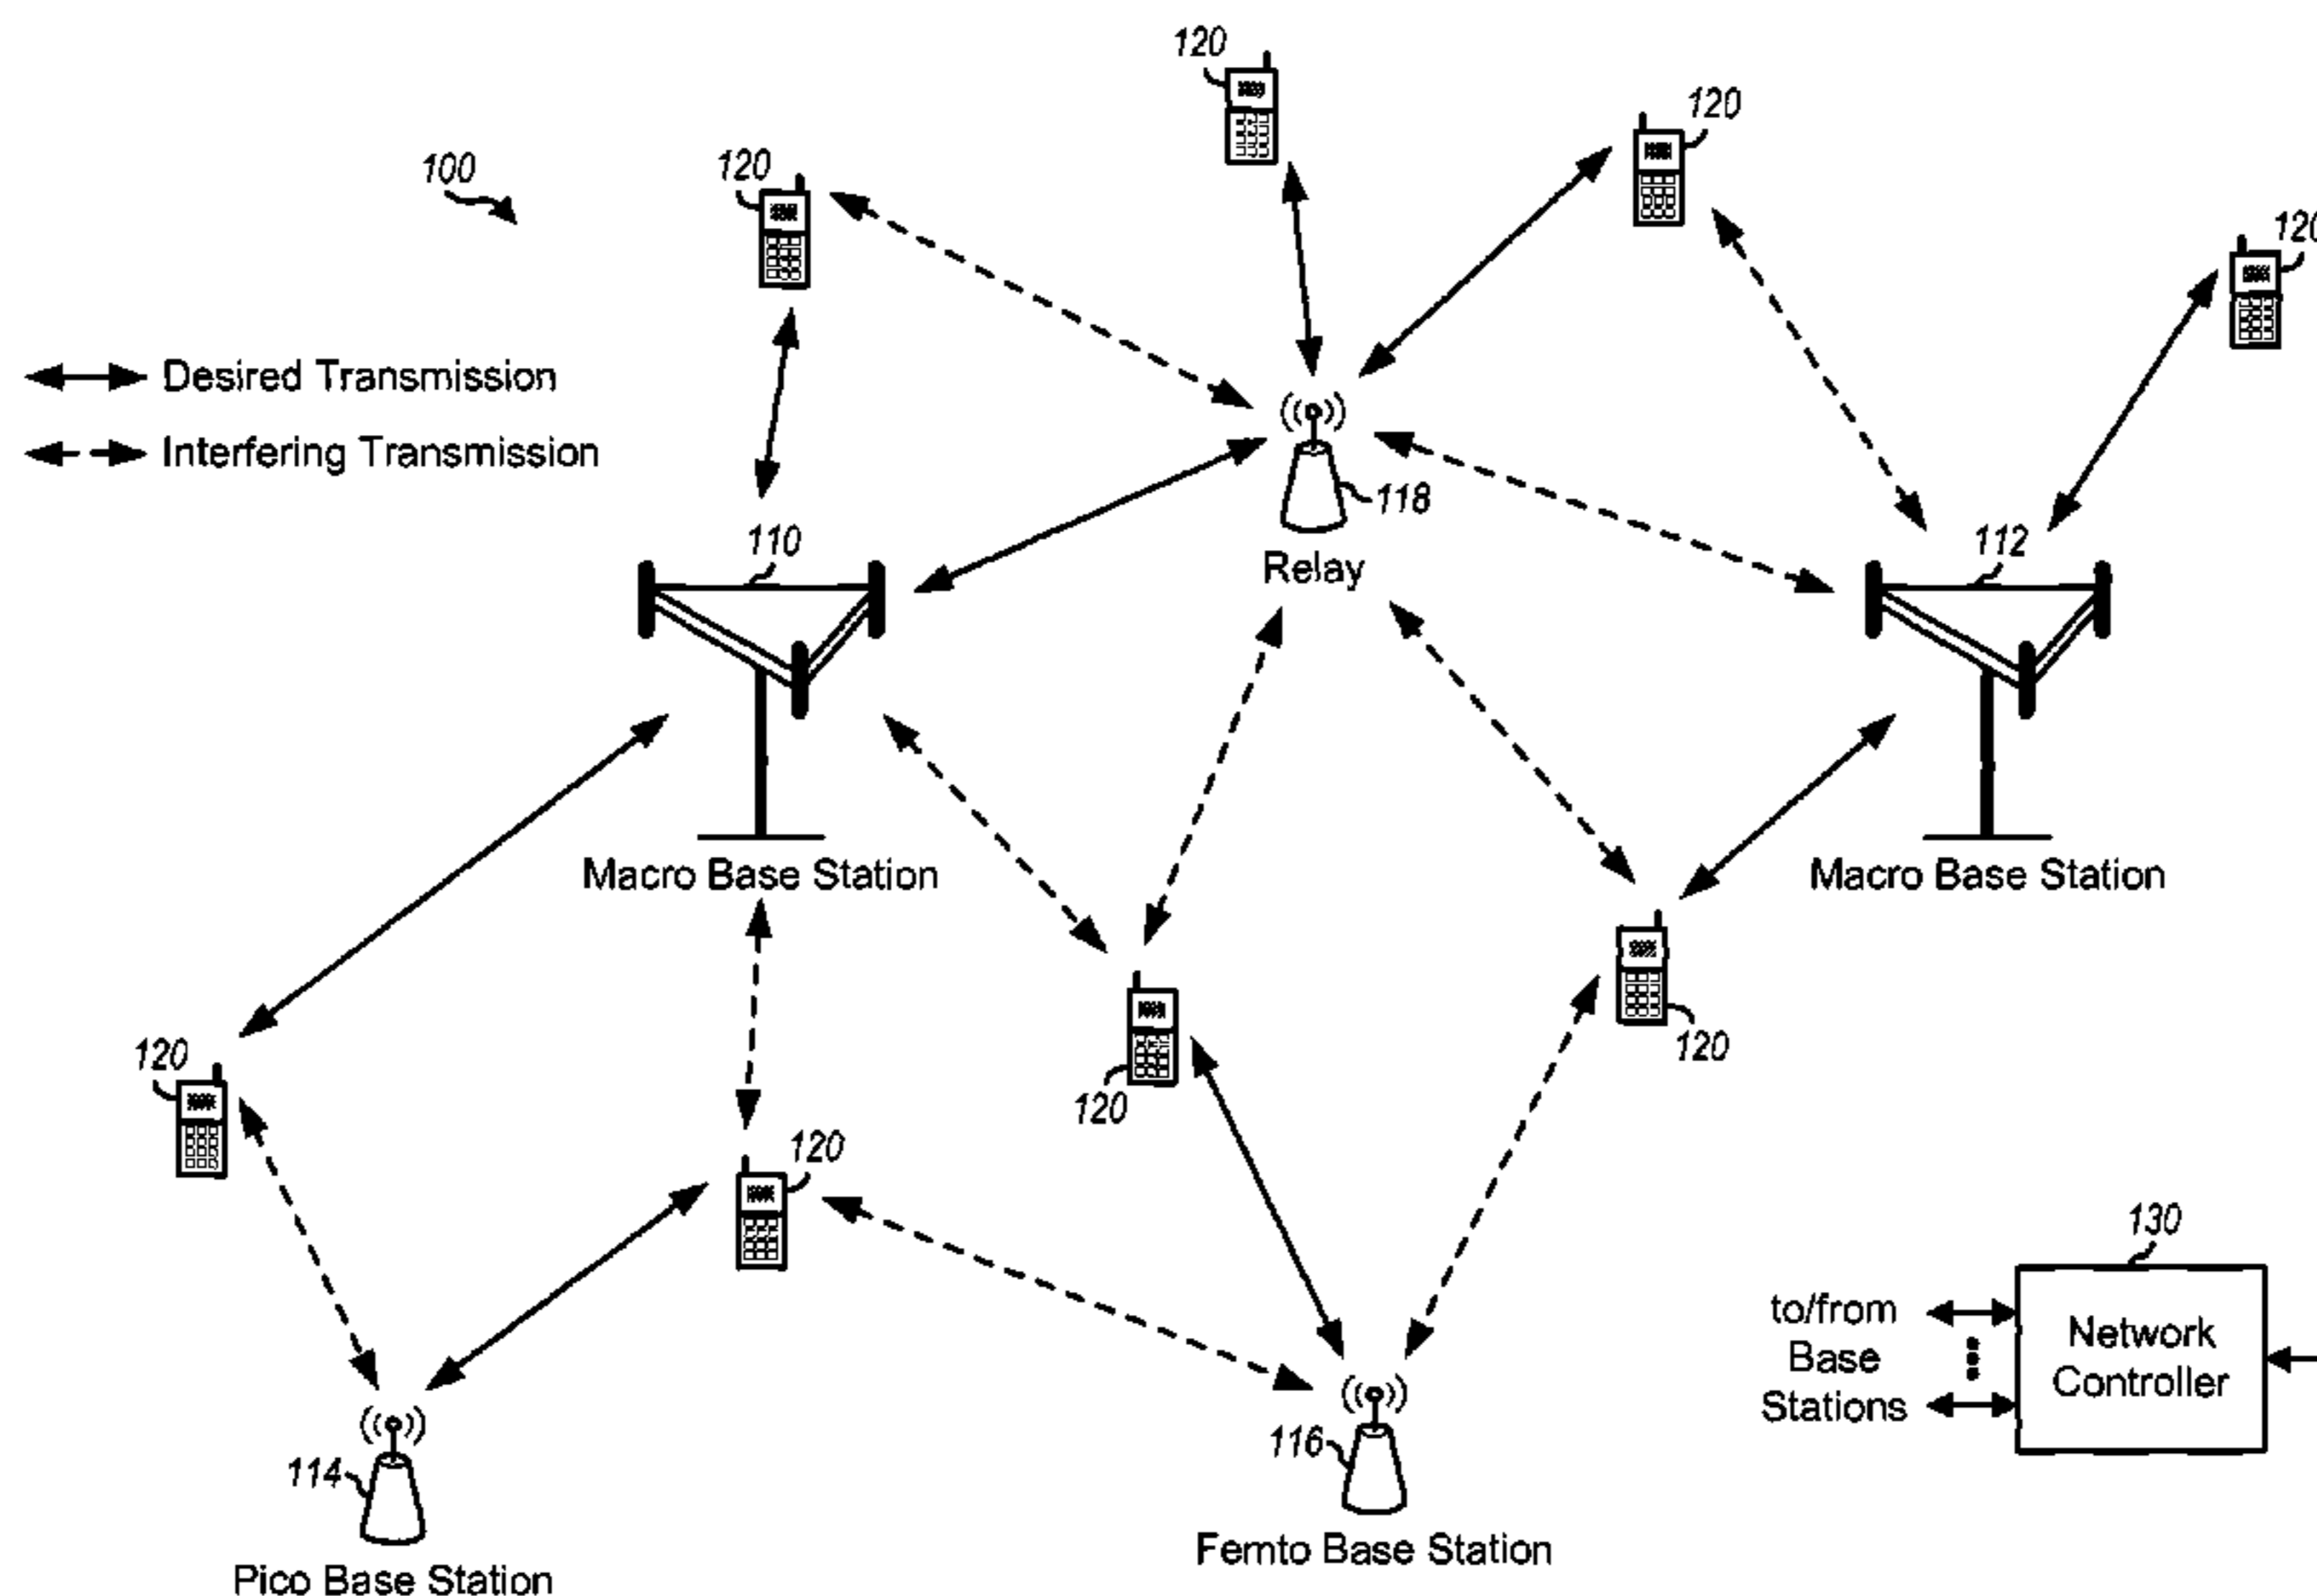 120
120
120
100
120
Desired Transmission
Interfering Transmission
118
Relay
110
112
Macro Base Station
Macro Base Station
120
120
120
120
130
to/from
Base
Stations
Network
Controller
114
116
Femto Base Station
Pico Base Station